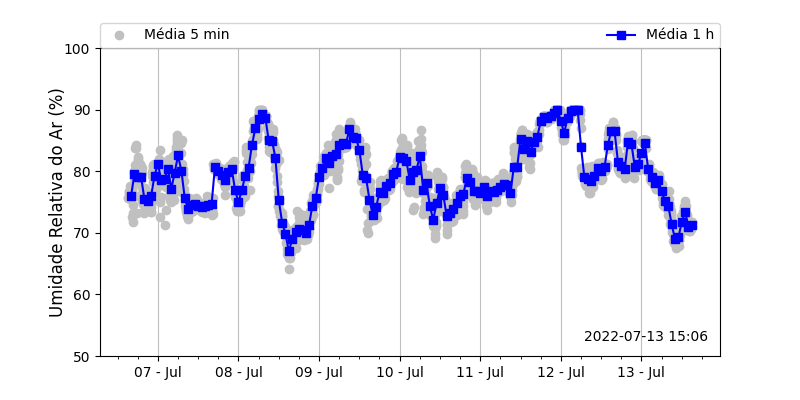 Média 5 min
Média 1 h
Umidade Relativa do Ar (%)
100
90
80
70
60
50
2022-07-13 15:06
07 - Jul
08 - Jul
09 - Jul
10 - Jul
11 - Jul
12 - Jul
13 - Jul